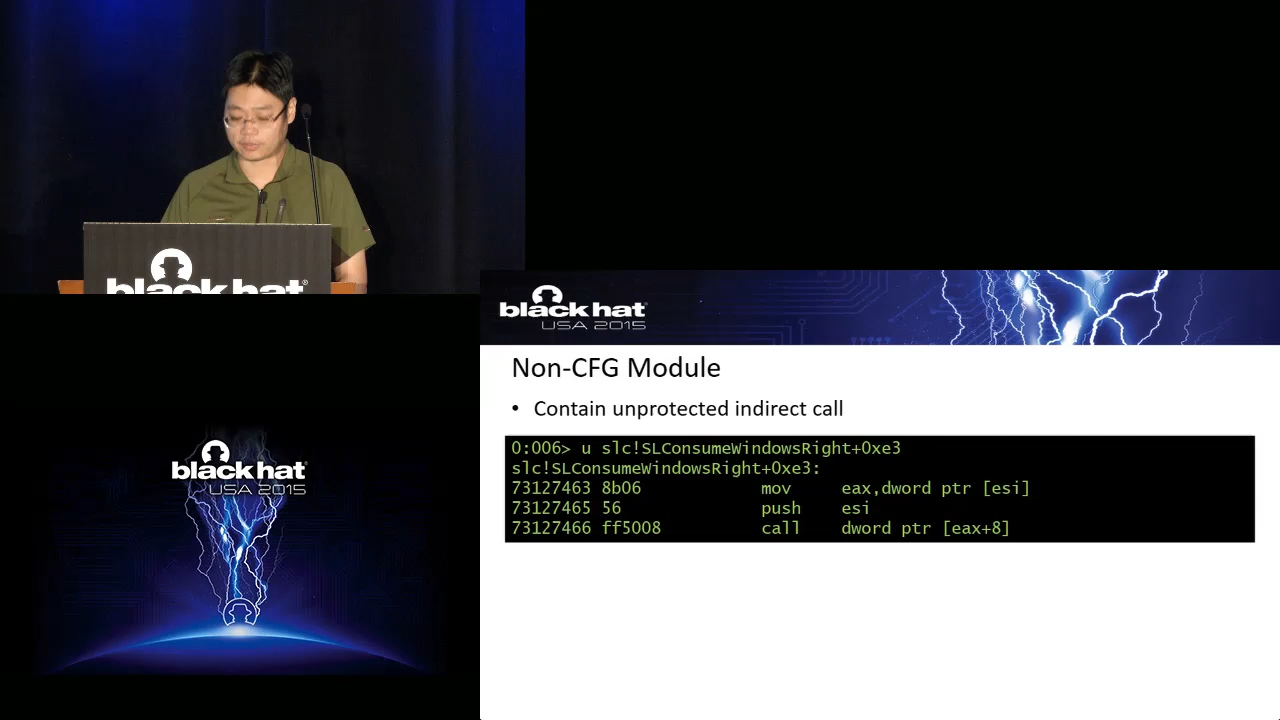 black hat
black hat
USA 2015
black hat
USA 2015
Non-CFG Module
• Contain unprotected indirect call
0:006> u slc!SLConsumeWindowsRight+0xe3
slc!SLConsumeWindowsRight+0xe3:
73127463 8b06 mov eax,dword ptr [esi]
73127465 56 push esi
73127466 ff5008 call dword ptr [eax+8]